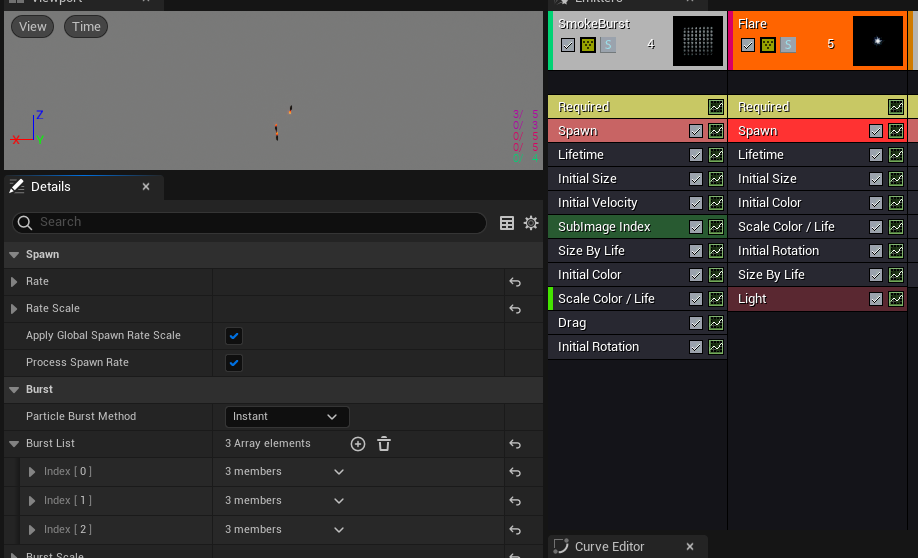 View Time
3/ 5
0/ 3
0/ 5
0/ 5
0/ 4
Z
X Y
Details
Search
Spawn
Rate
Rate Scale
Apply Global Spawn Rate Scale
Process Spawn Rate
Burst
Particle Burst Method Instant
Burst List 3 Array elements
Index [ 0 ] 3 members
Index [ 1 ] 3 members
Index [ 2 ] 3 members
Burst Scale
Emitters
SmokeBurst
S 4
Required
Spawn
Lifetime
Initial Size
Initial Velocity
SubImage Index
Size By Life
Initial Color
Scale Color / Life
Drag
Initial Rotation
Flare
S 5
Required
Spawn
Lifetime
Initial Size
Initial Color
Scale Color / Life
Initial Rotation
Size By Life
Light
Curve Editor